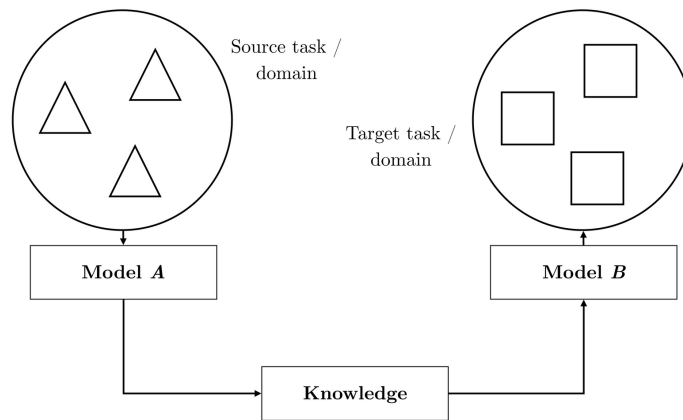 Source task /
domain
Target task /
domain
Model A
Model B
Knowledge